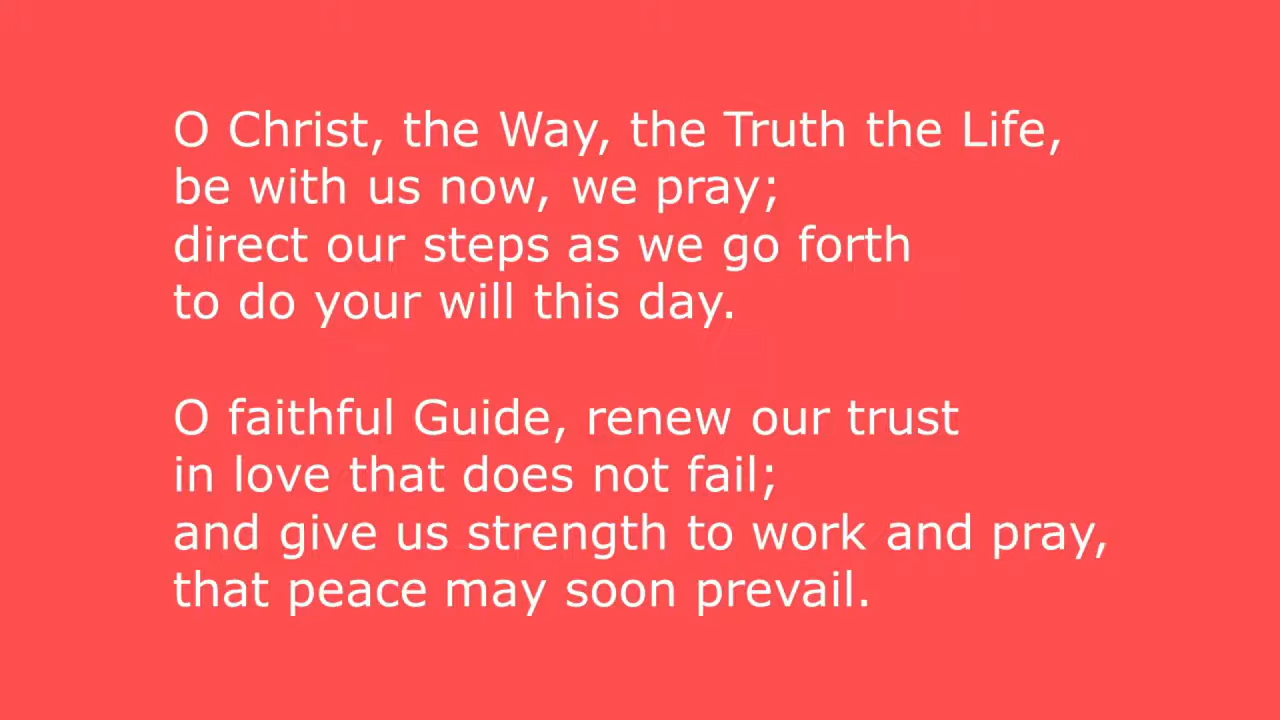 O Christ, the Way, the Truth the Life,
be with us now, we pray;
direct our steps as we go forth
to do your will this day.
O faithful Guide, renew our trust
in love that does not fail;
and give us strength to work and pray,
that peace may soon prevail.